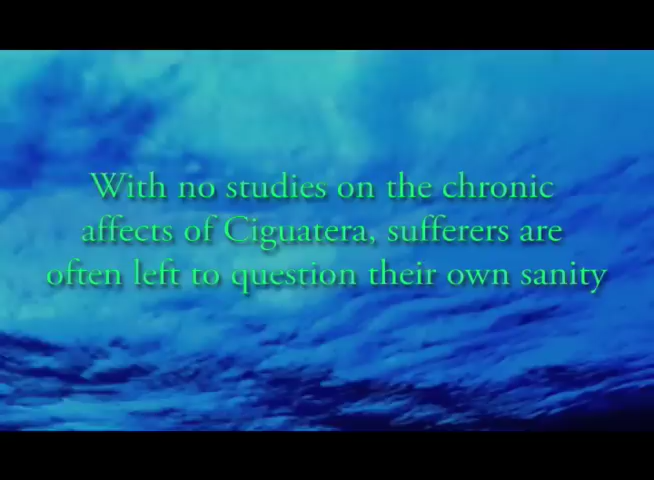 With no studies on the chronic
affects of Ciguatera, sufferers are
often left to question their own sanity